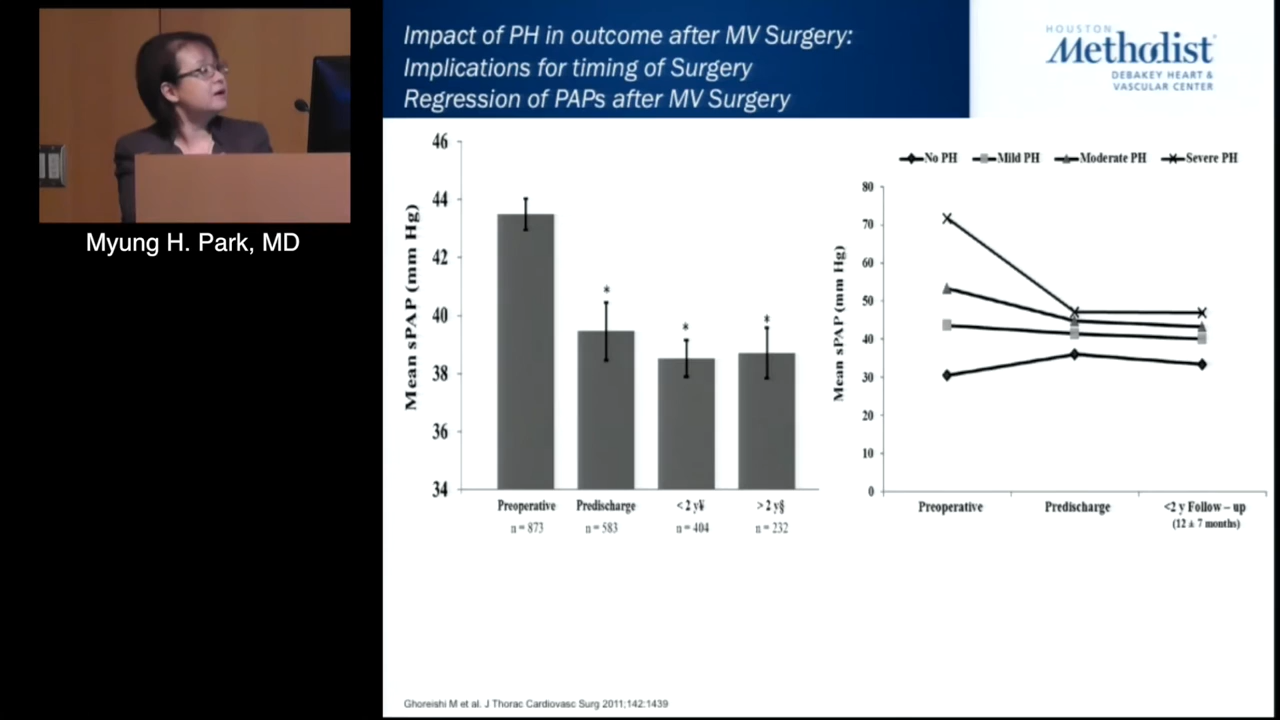 Impact of PH in outcome after MV Surgery:
Implications for timing of Surgery
Regression of PAPs after MV Surgery
HOUSTON
Methodist
DEBAKEY HEART &
VASCULAR CENTER
Myung H. Park, MD
Mean sPAP (mm Hg)
46
44
42
40
38
36
34
*
*
*
Preoperative
Predischarge
< 2 y¥
> 2 y§
n = 873
n = 583
n = 404
n = 232
No PH
Mild PH
Moderate PH
Severe PH
Mean sPAP (mm Hg)
80
70
60
50
40
30
20
10
0
Preoperative
Predischarge
<2 y Follow – up
(12 ± 7 months)
Ghoreishi M et al. J Thorac Cardiovasc Surg 2011;142:1439